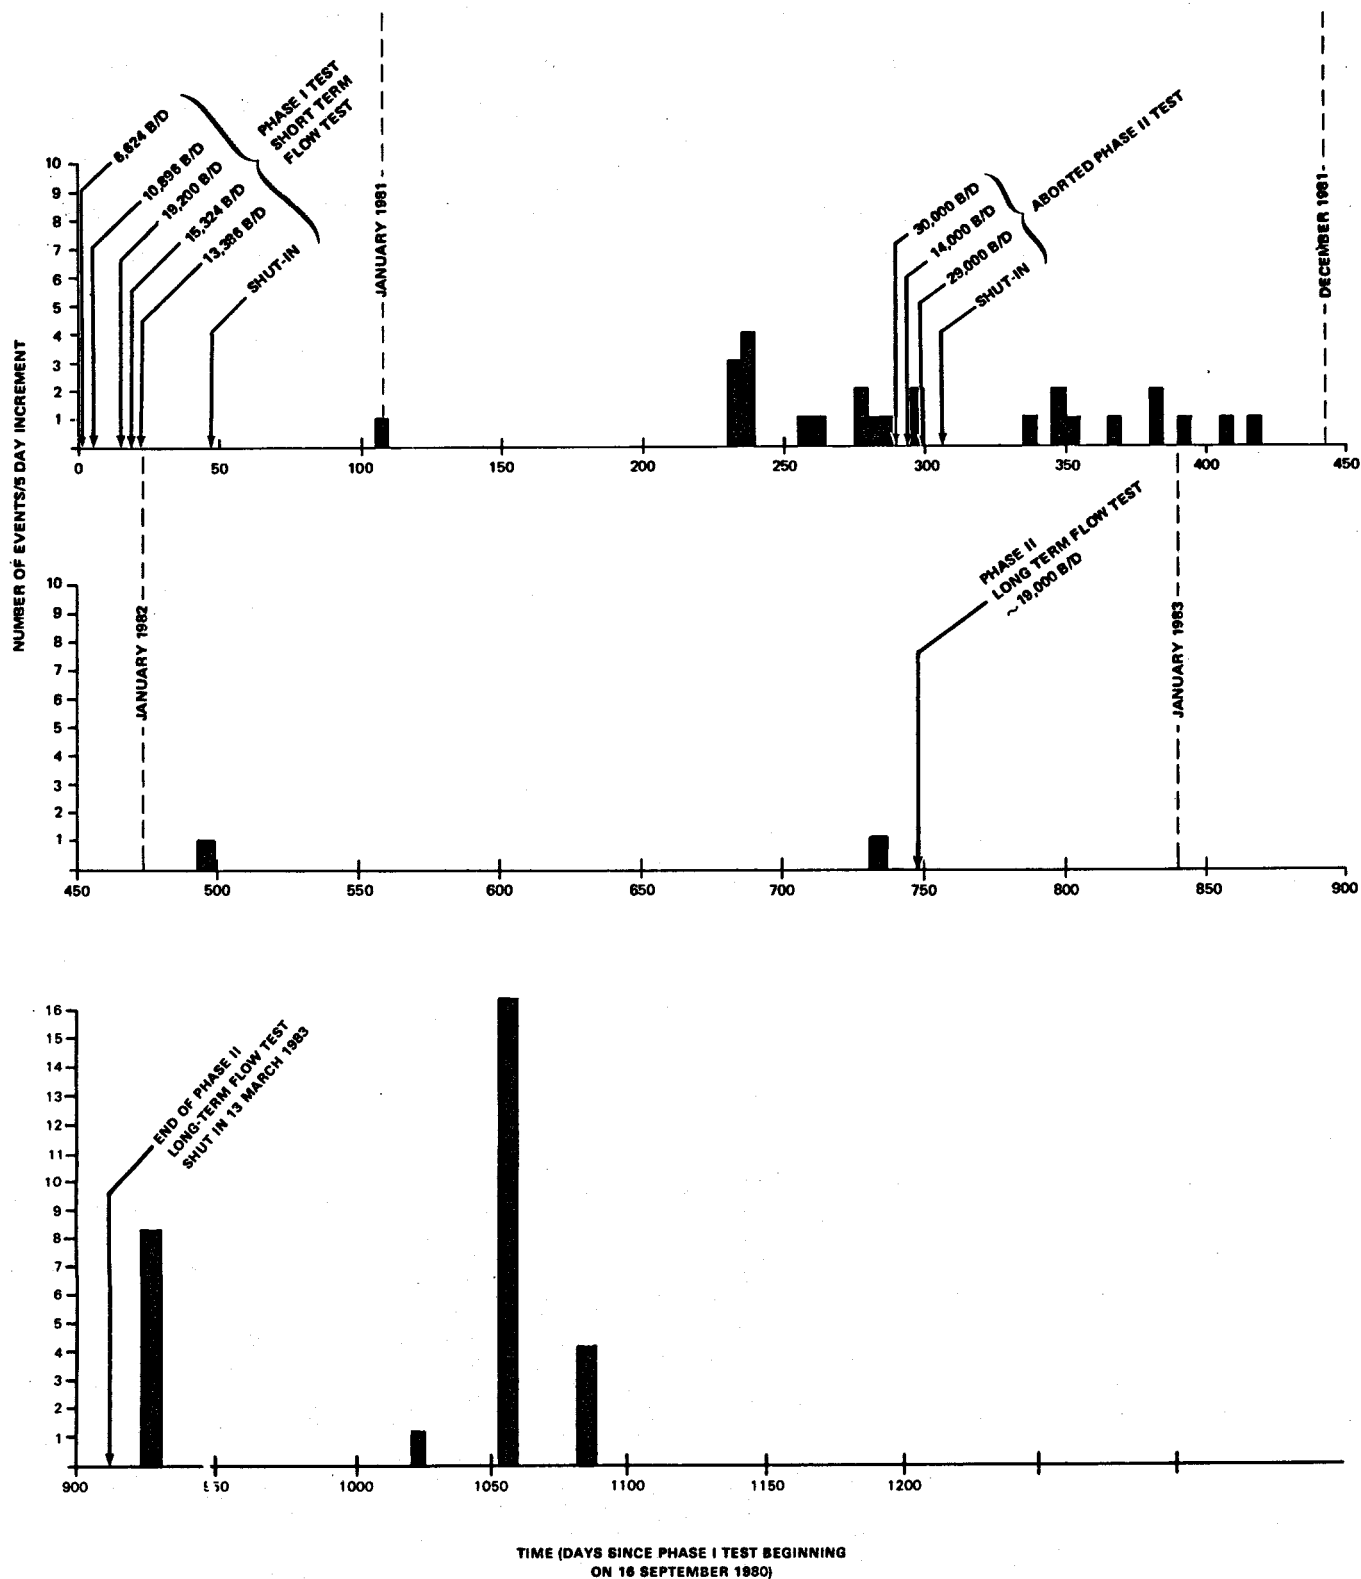 6,624 B/D
10,896 B/D
19,200 B/D
15,324 B/D
13,386 B/D
SHUT-IN
PHASE I TEST
SHORT TERM
FLOW TEST
JANUARY 1981
30,000 B/D
14,000 B/D
29,000 B/D
SHUT-IN
ABORTED PHASE II TEST
DECEMBER 1981
10
9
8
7
6
5
4
3
2
1
0 50 100 150 200 250 300 350 400 450
NUMBER OF EVENTS/5 DAY INCREMENT
JANUARY 1982
PHASE II
LONG TERM FLOW TEST
~19,000 B/D
JANUARY 1983
10
9
8
7
6
5
4
3
2
1
450 500 550 600 650 700 750 800 850 900
END OF PHASE II
LONG-TERM FLOW TEST
SHUT IN 13 MARCH 1983
16
15
14
13
12
11
10
9
8
7
6
5
4
3
2
1
900 1000 1050 1100 1150 1200
TIME (DAYS SINCE PHASE I TEST BEGINNING
ON 16 SEPTEMBER 1980)